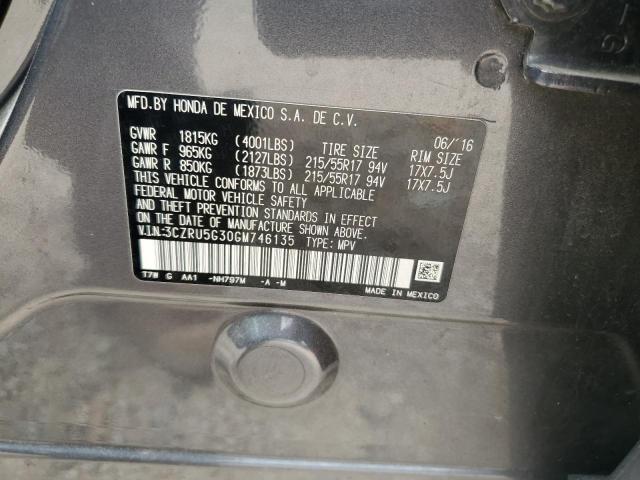 MFD.BY HONDA DE MEXICO S.A. DE C.V.
06/'16
GVWR 1815KG (4001LBS) TIRE SIZE RIM SIZE
GAWR F 965KG (2127LBS) 215/55R17 94V 17X7.5J
GAWR R 850KG (1873LBS) 215/55R17 94V 17X7.5J
THIS VEHICLE CONFORMS TO ALL APPLICABLE
FEDERAL MOTOR VEHICLE SAFETY
AND THEFT PREVENTION STANDARDS IN EFFECT
ON THE DATE OF MANUFACTURE SHOWN ABOVE.
V.I.N:3CZRU5G30GM746135 TYPE: MPV
T7W G AA1 -NH797M -A -M
MADE IN MEXICO